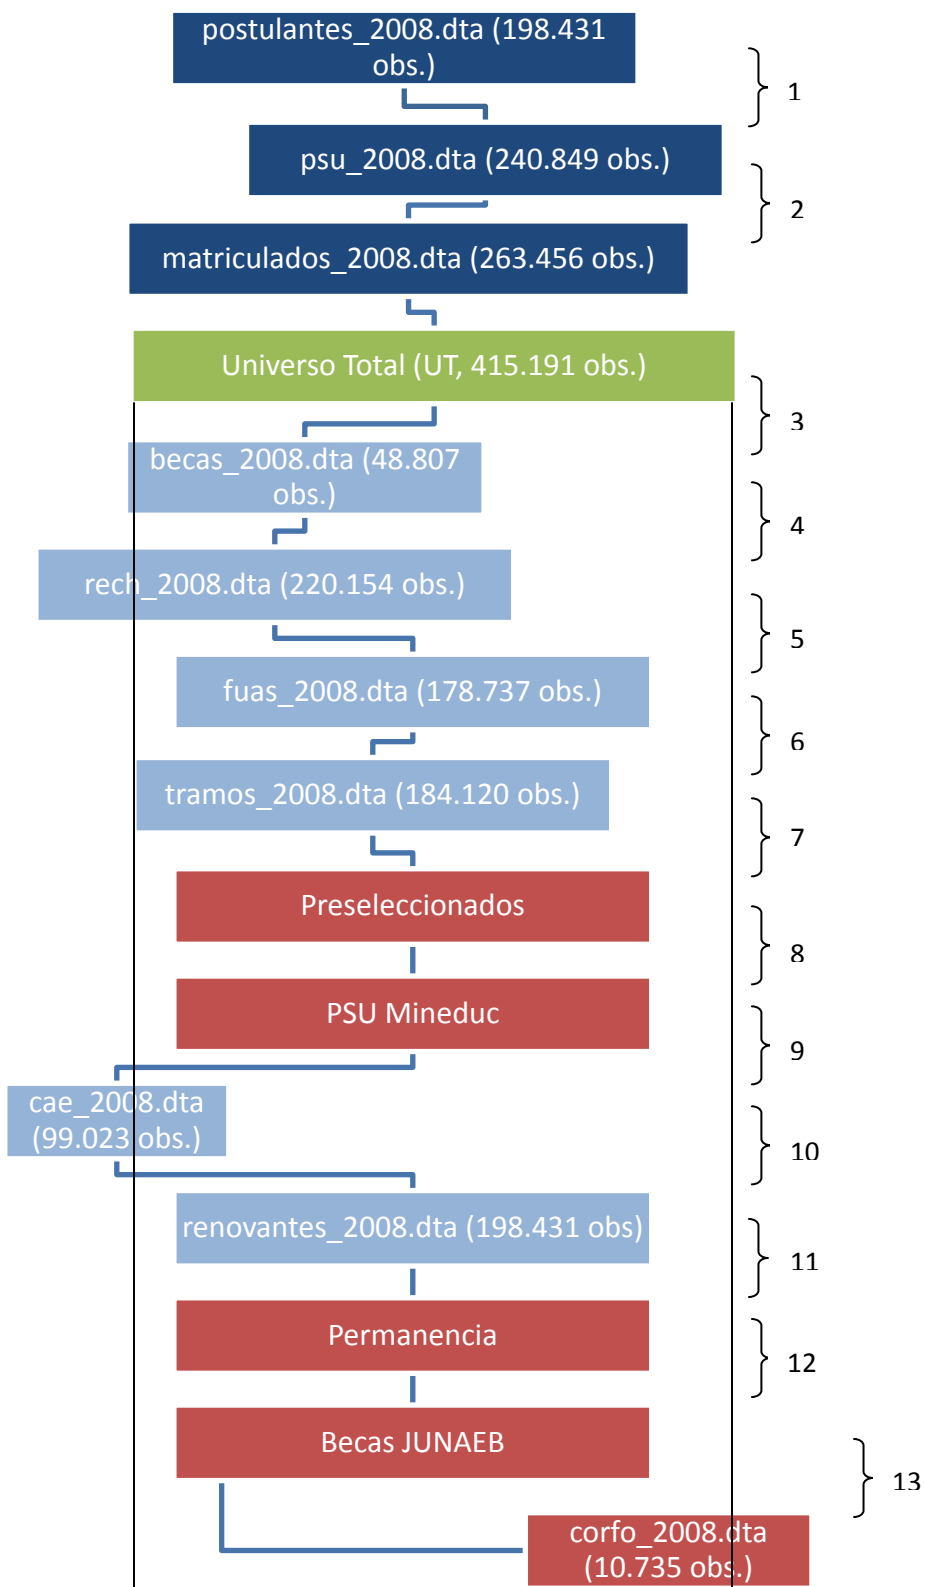 postulantes_2008.dta (198.431
obs.)
1
psu_2008.dta (240.849 obs.)
2
matriculados_2008.dta (263.456 obs.)
Universo Total (UT, 415.191 obs.)
3
becas_2008.dta (48.807
obs.)
4
rech_2008.dta (220.154 obs.)
5
fuas_2008.dta (178.737 obs.)
6
tramos_2008.dta (184.120 obs.)
7
Preseleccionados
8
PSU Mineduc
9
cae_2008.dta
(99.023 obs.)
10
renovantes_2008.dta (198.431 obs)
11
Permanencia
12
Becas JUNAEB
13
corfo_2008.dta
(10.735 obs.)